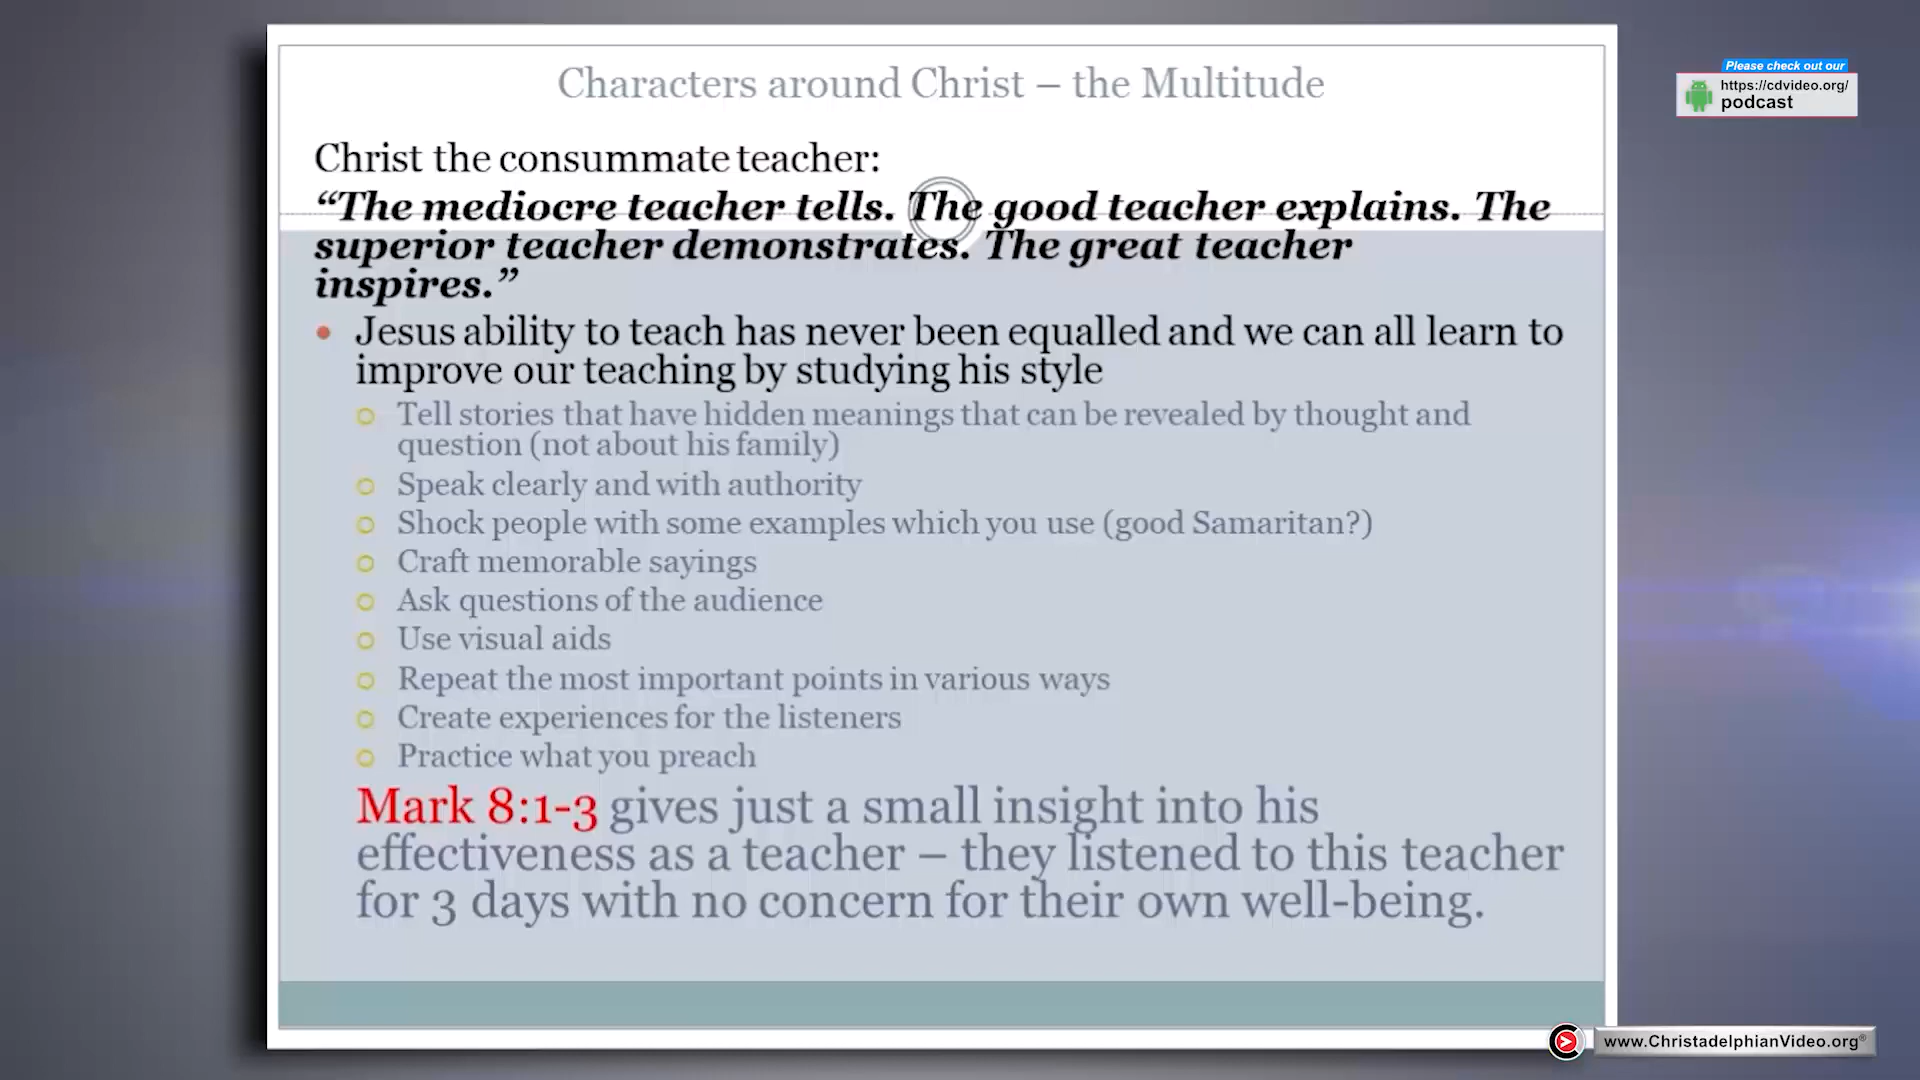 Characters around Christ – the Multitude
Please check out our
https://cdvideo.org/
podcast
Christ the consummate teacher:
“The mediocre teacher tells. The good teacher explains. The
superior teacher demonstrates. The great teacher
inspires.”
Jesus ability to teach has never been equalled and we can all learn to
improve our teaching by studying his style
Tell stories that have hidden meanings that can be revealed by thought and
question (not about his family)
Speak clearly and with authority
Shock people with some examples which you use (good Samaritan?)
Craft memorable sayings
Ask questions of the audience
Use visual aids
Repeat the most important points in various ways
Create experiences for the listeners
Practice what you preach
Mark 8:1-3 gives just a small insight into his
effectiveness as a teacher – they listened to this teacher
for 3 days with no concern for their own well-being.
www.ChristadelphianVideo.org®